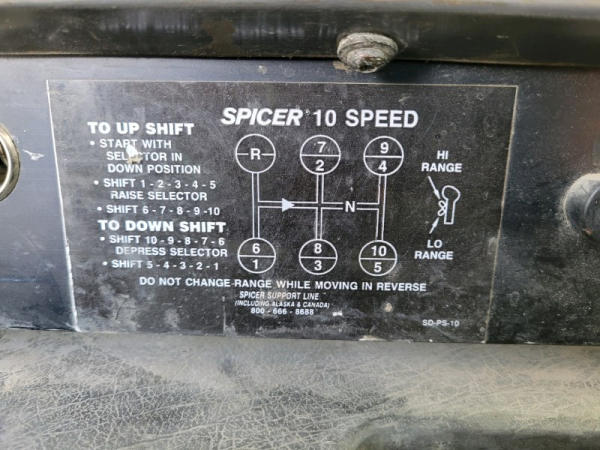 SPICER® 10 SPEED
TO UP SHIFT
• START WITH
SELECTOR IN
DOWN POSITION
• SHIFT 1 - 2 - 3 - 4 - 5
RAISE SELECTOR
• SHIFT 6 - 7 - 8 - 9 - 10
TO DOWN SHIFT
• SHIFT 10 - 9 - 8 - 7 - 6
DEPRESS SELECTOR
• SHIFT 5 - 4 - 3 - 2 - 1
R
7
2
9
4
N
6
1
8
3
10
5
HI
RANGE
LO
RANGE
DO NOT CHANGE RANGE WHILE MOVING IN REVERSE
SPICER SUPPORT LINE
(INCLUDING ALASKA & CANADA)
800 - 666 - 8688
SD-PS-10